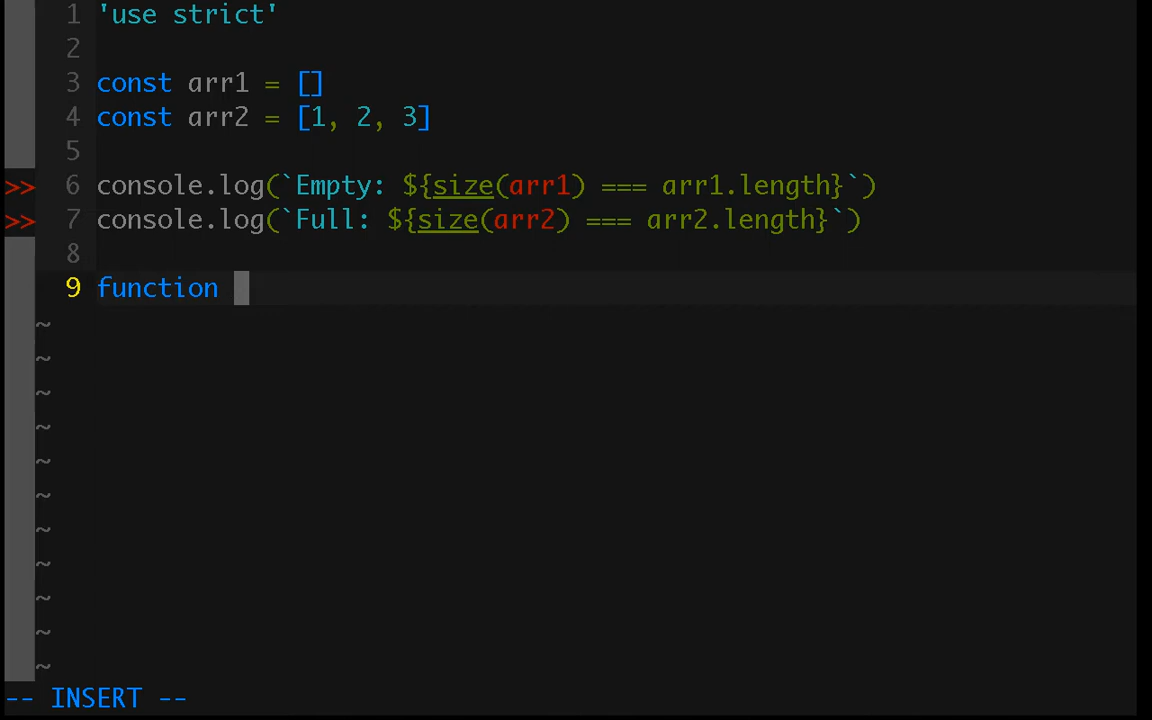 1 'use strict'
2
3 const arr1 = []
4 const arr2 = [1, 2, 3]
5
>> 6 console.log(`Empty: ${size(arr1) === arr1.length}`)
>> 7 console.log(`Full: ${size(arr2) === arr2.length}`)
8
9 function
~
~
~
~
~
~
~
~
~
~
~
-- INSERT --